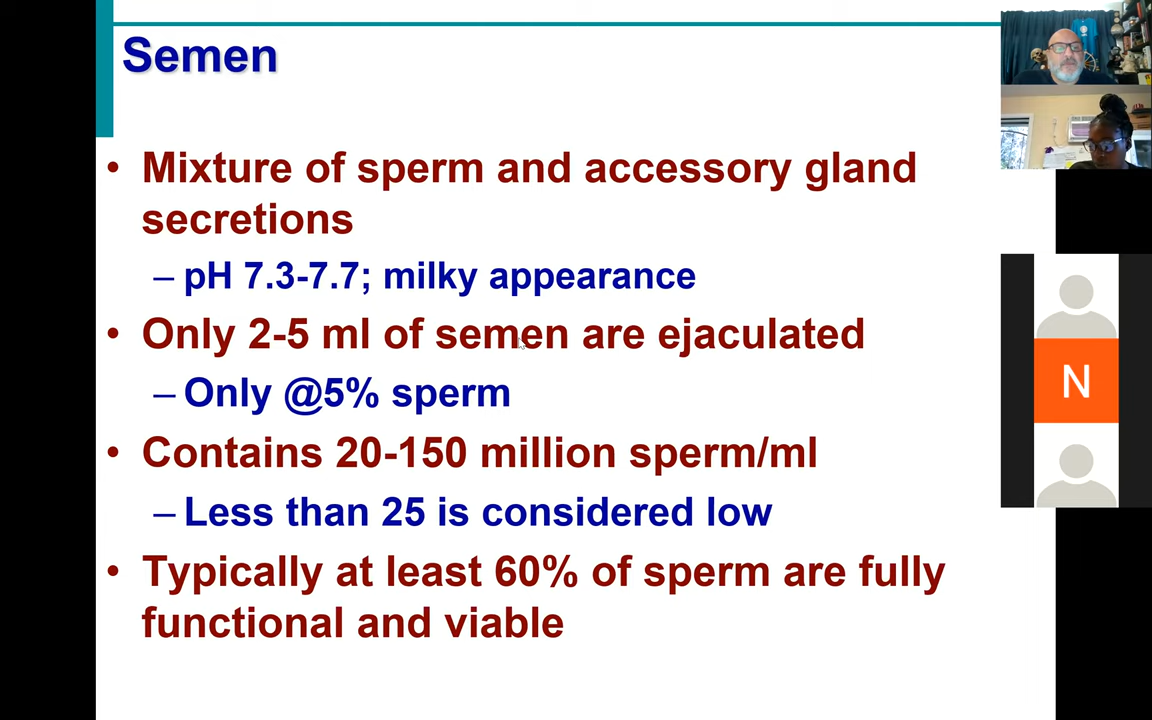 Semen
• Mixture of sperm and accessory gland
secretions
– pH 7.3-7.7; milky appearance
• Only 2-5 ml of semen are ejaculated
– Only @5% sperm
• Contains 20-150 million sperm/ml
– Less than 25 is considered low
• Typically at least 60% of sperm are fully
functional and viable
N